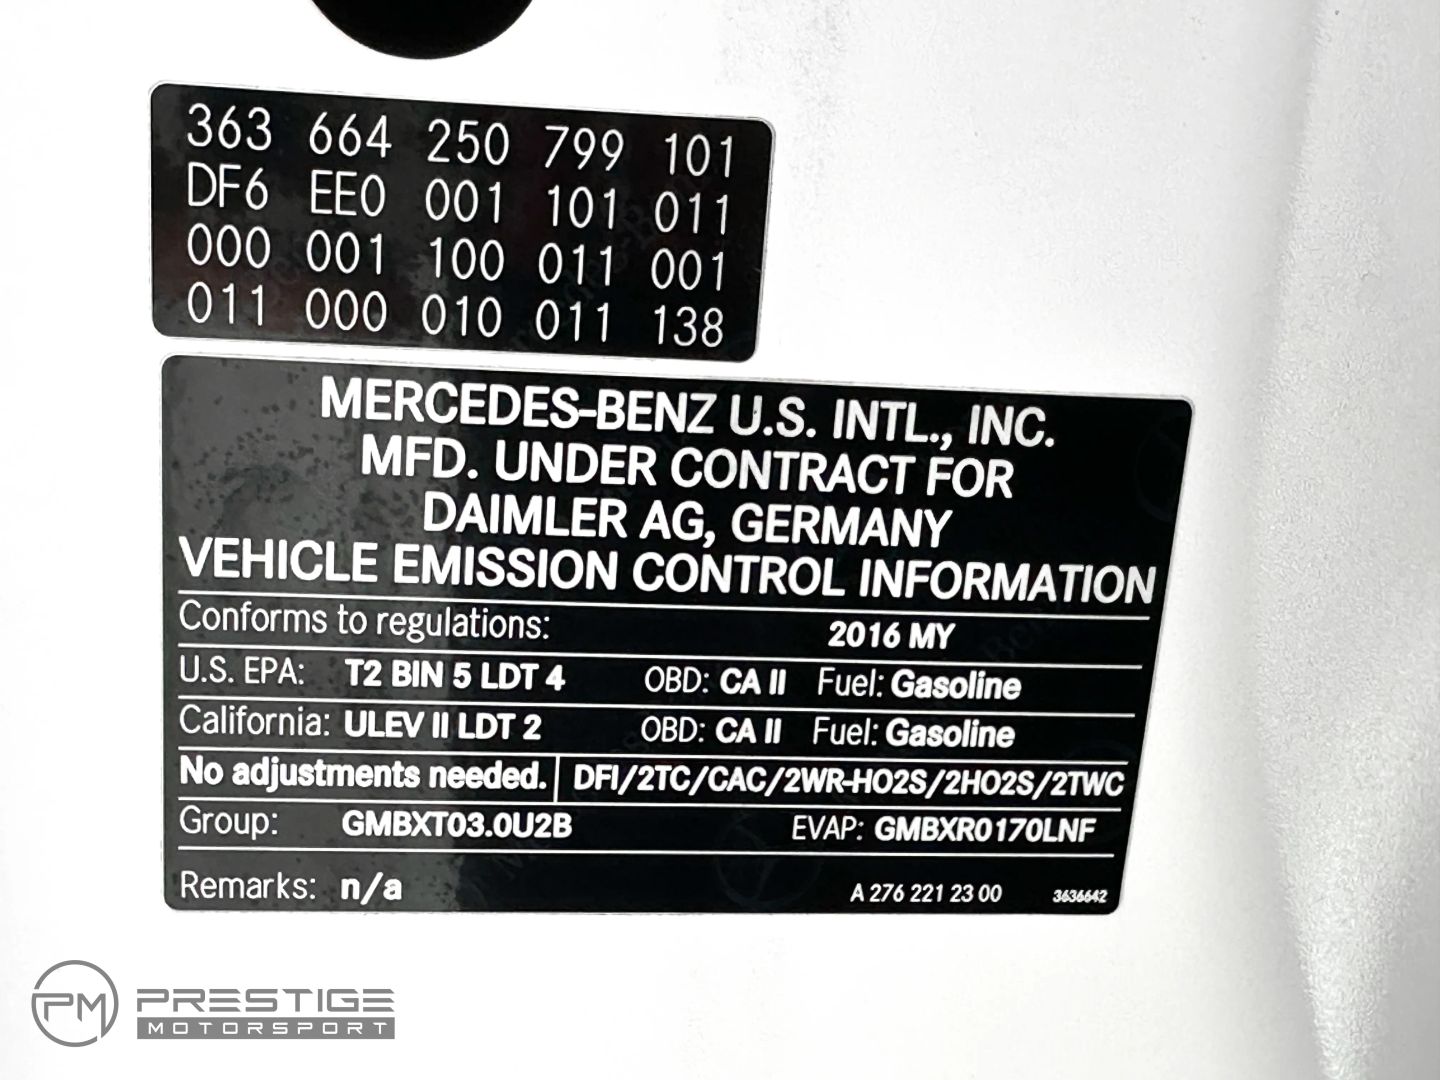 363 664 250 799 101
DF6 EE0 001 101 011
000 001 100 011 001
011 000 010 011 138
MERCEDES-BENZ U.S. INTL., INC.
MFD. UNDER CONTRACT FOR
DAIMLER AG, GERMANY
VEHICLE EMISSION CONTROL INFORMATION
Conforms to regulations: 2016 MY
U.S. EPA: T2 BIN 5 LDT 4 OBD: CA II Fuel: Gasoline
California: ULEV II LDT 2 OBD: CA II Fuel: Gasoline
No adjustments needed. DFI/2TC/CAC/2WR-HO2S/2HO2S/2TWC
Group: GMBXT03.0U2B EVAP: GMBXR0170LNF
Remarks: n/a A 276 221 23 00 3636642
PM PRESTIGE
MOTORSPORT